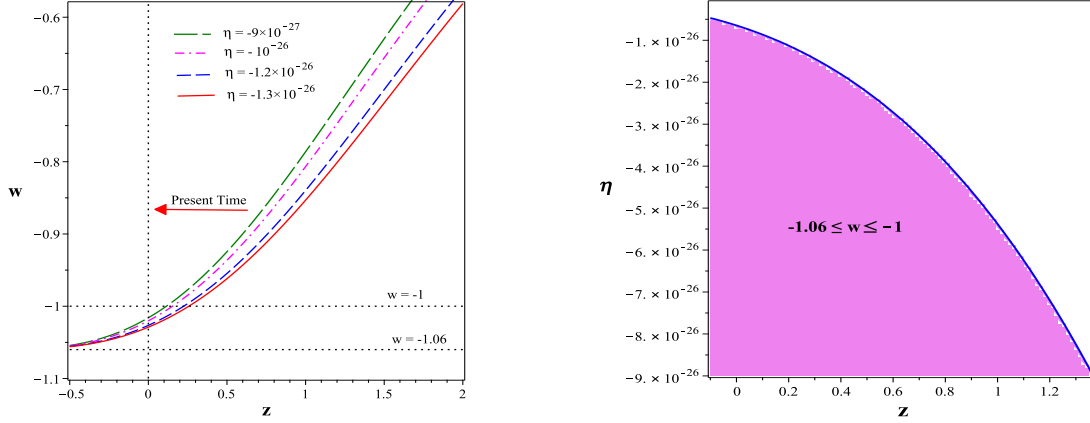 −0.6
η = -9×10⁻²⁷
η = - 10⁻²⁶
η = -1.2×10⁻²⁶
η = -1.3×10⁻²⁶
−0.7
−0.8
w
Present Time
−0.9
w = -1
−1
w = -1.06
−1.1
−0.5 0 0.5 1 1.5 2
z
−1. × 10⁻²⁶
−2. × 10⁻²⁶
−3. × 10⁻²⁶
−4. × 10⁻²⁶
η
−5. × 10⁻²⁶
-1.06 ≤ w ≤ −1
−6. × 10⁻²⁶
−7. × 10⁻²⁶
−8. × 10⁻²⁶
−9. × 10⁻²⁶
0 0.2 0.4 0.6 0.8 1 1.2
z